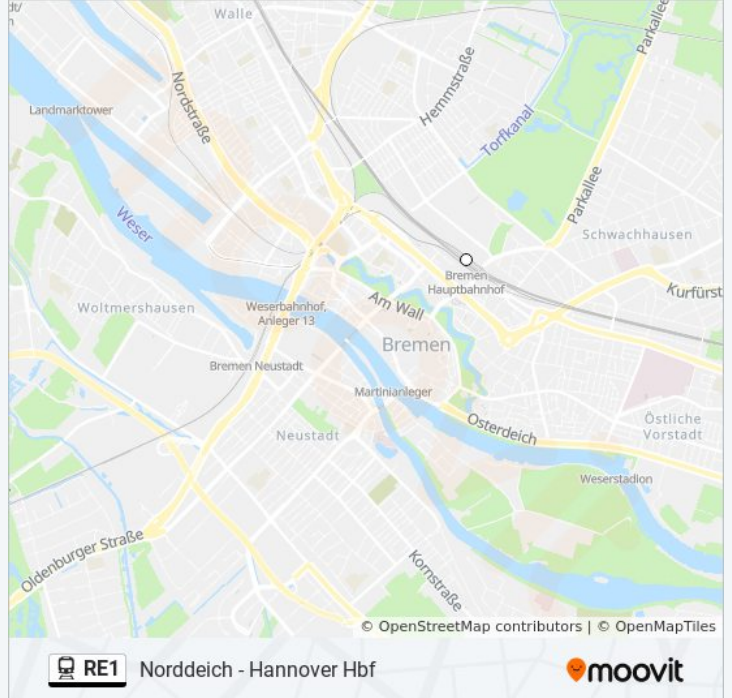 dt/
Walle
Parkallee
Hemmstraße
Nordstraße
Landmarktower
Torfkanal
Parkallee
Weser
Schwachhausen
Bremen
Hauptbahnhof
Kurfürst
Woltmershausen
Weserbahnhof,
Anleger 13
Am Wall
Bremen
Bremen Neustadt
Martinianleger
Osterdeich
Östliche
Vorstadt
Neustadt
Weserstadion
Oldenburger Straße
Kornstraße
© OpenStreetMap contributors | © OpenMapTiles
RE1 Norddeich - Hannover Hbf
moovit